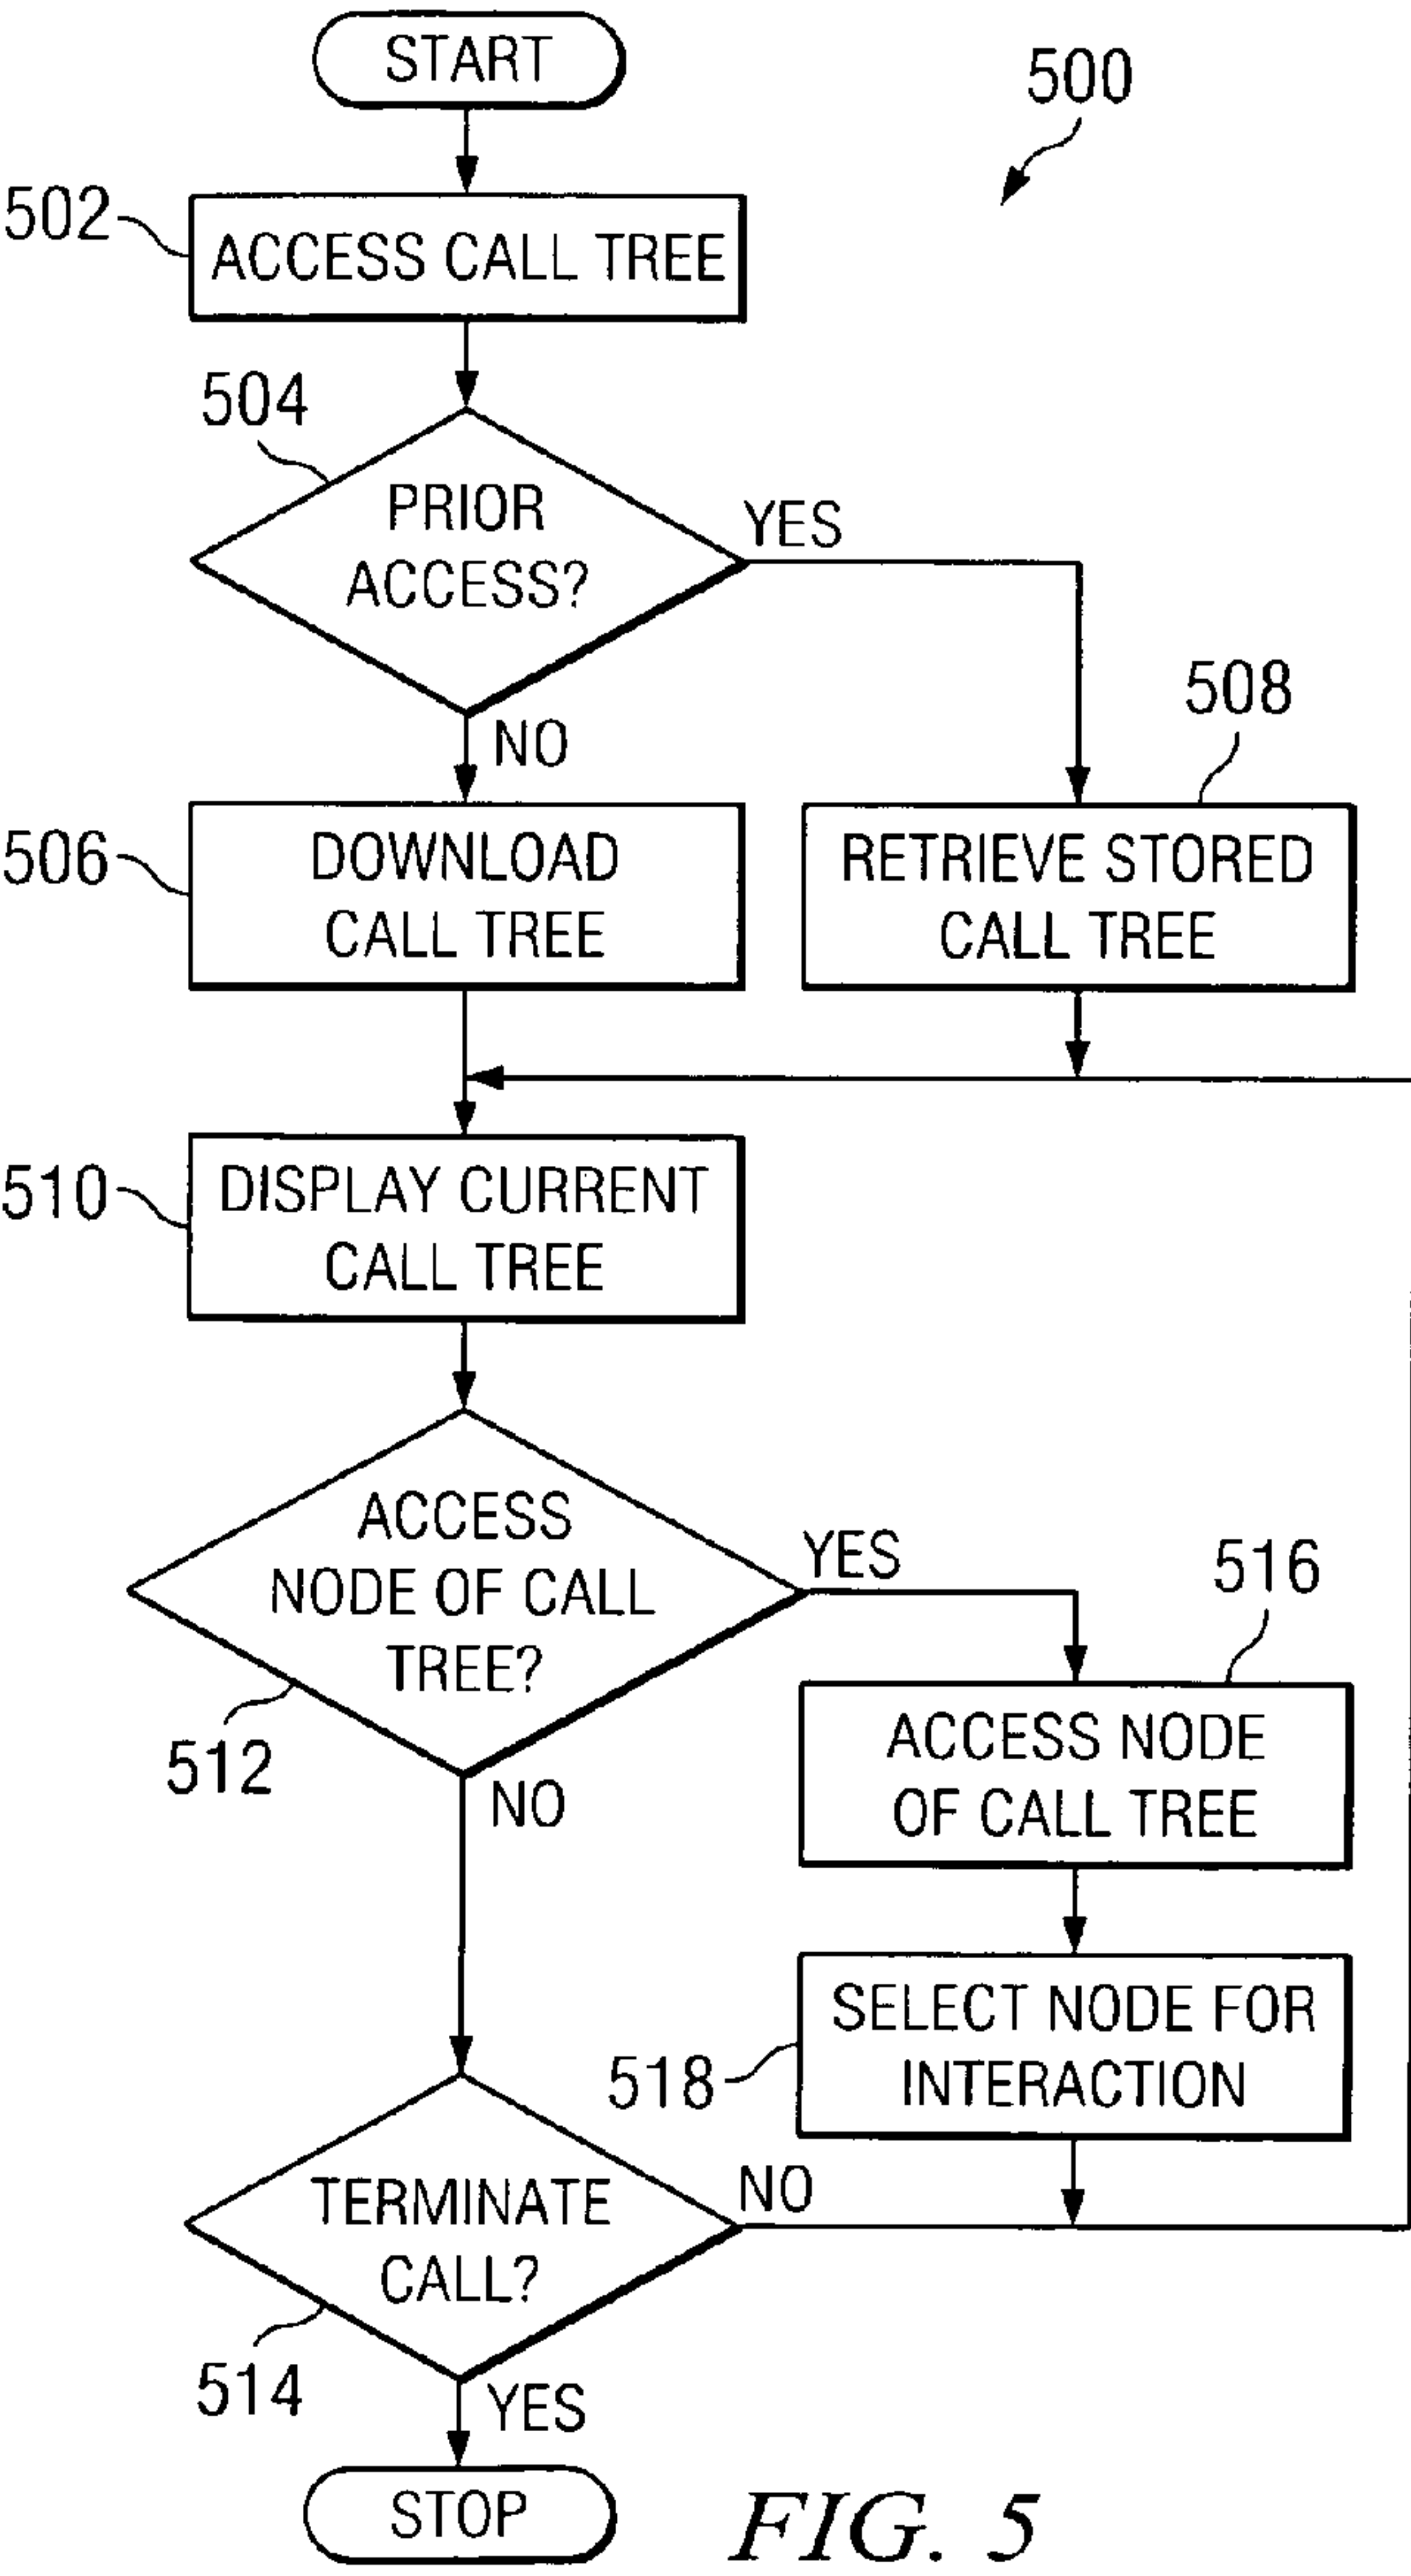 START
500
502
ACCESS CALL TREE
504
PRIOR
ACCESS?
YES
NO
508
506
DOWNLOAD
CALL TREE
RETRIEVE STORED
CALL TREE
510
DISPLAY CURRENT
CALL TREE
ACCESS
NODE OF CALL
TREE?
YES
516
512
NO
ACCESS NODE
OF CALL TREE
SELECT NODE FOR
INTERACTION
518
TERMINATE
CALL?
NO
514
YES
STOP
FIG. 5